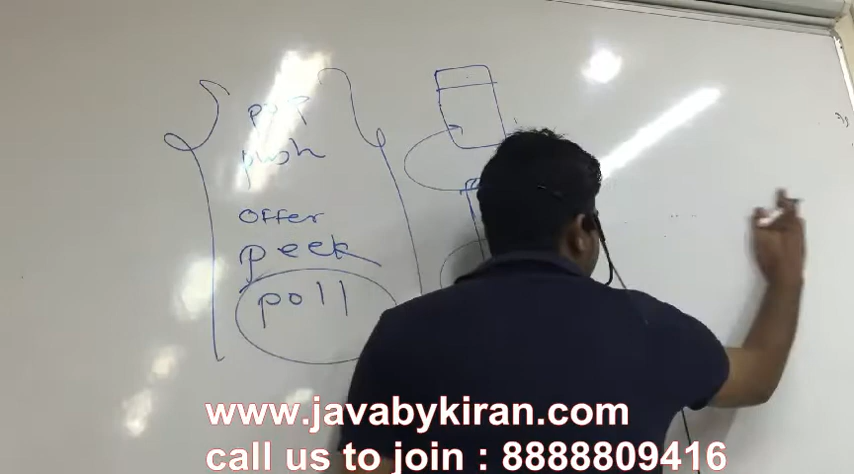 pop
push
offer
peek
poll
www.javabykiran.com
call us to join : 8888809416